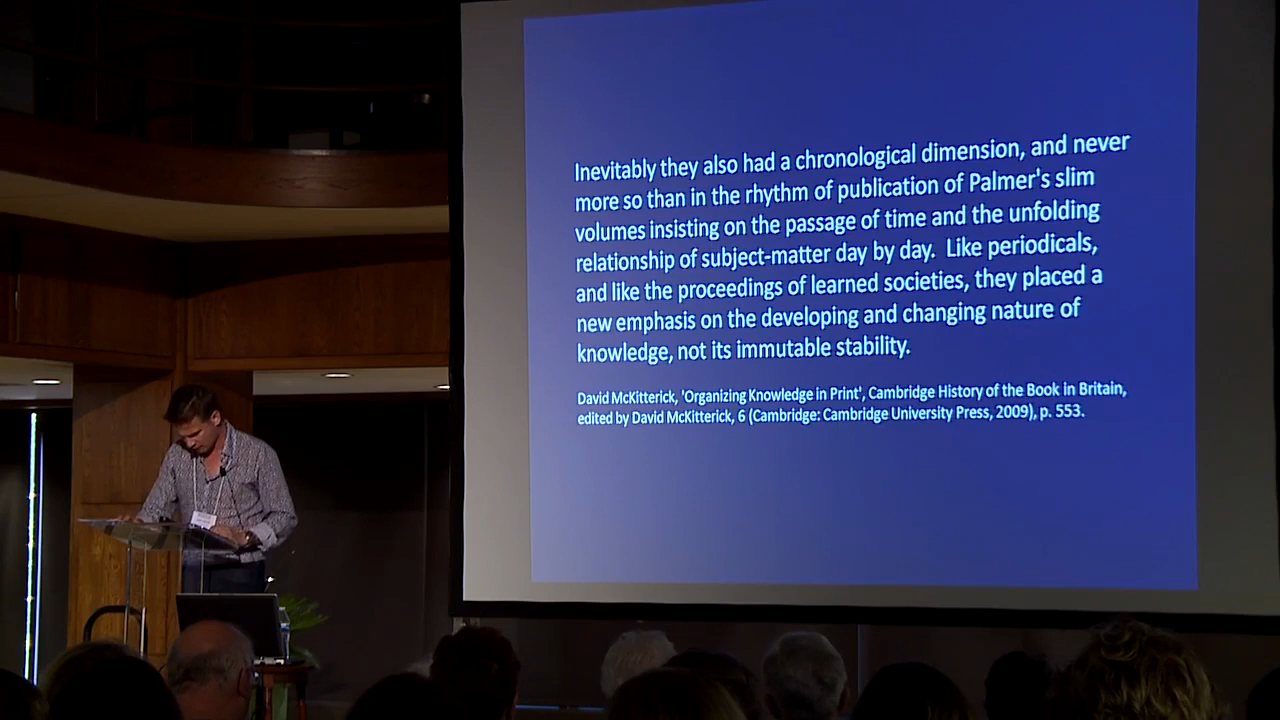 Inevitably they also had a chronological dimension, and never
more so than in the rhythm of publication of Palmer's slim
volumes insisting on the passage of time and the unfolding
relationship of subject-matter day by day.  Like periodicals,
and like the proceedings of learned societies, they placed a
new emphasis on the developing and changing nature of
knowledge, not its immutable stability.
David McKitterick, 'Organizing Knowledge in Print', Cambridge History of the Book in Britain,
edited by David McKitterick, 6 (Cambridge: Cambridge University Press, 2009), p. 553.